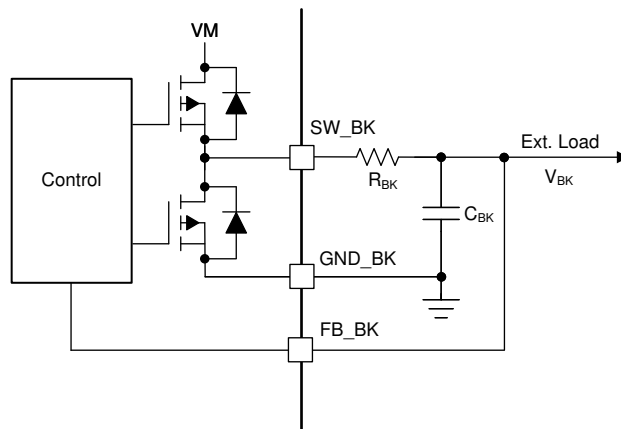 VM
Control
SW_BK
R_BK
Ext. Load
V_BK
C_BK
GND_BK
FB_BK